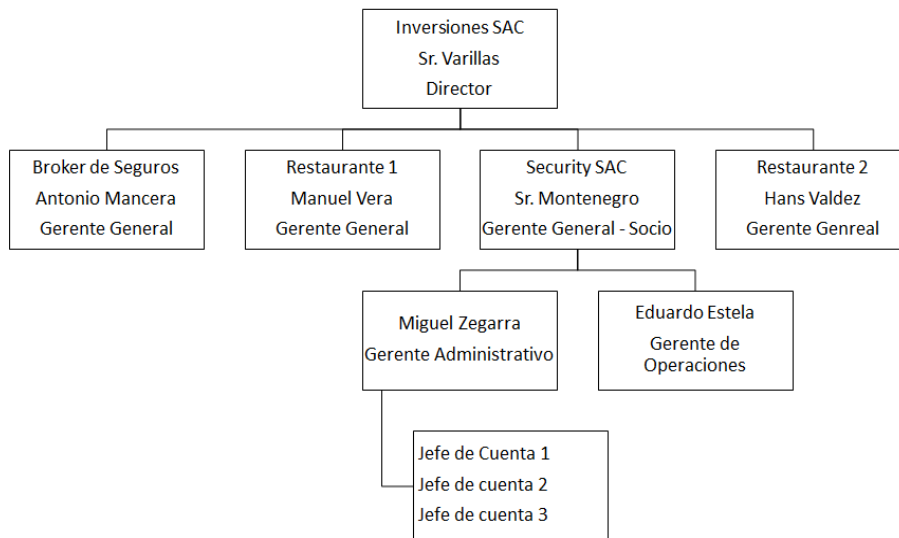 Inversiones SAC
Sr. Varillas
Director
Broker de Seguros
Antonio Mancera
Gerente General
Restaurante 1
Manuel Vera
Gerente General
Security SAC
Sr. Montenegro
Gerente General - Socio
Restaurante 2
Hans Valdez
Gerente Genreal
Miguel Zegarra
Gerente Administrativo
Eduardo Estela
Gerente de
Operaciones
Jefe de Cuenta 1
Jefe de cuenta 2
Jefe de cuenta 3